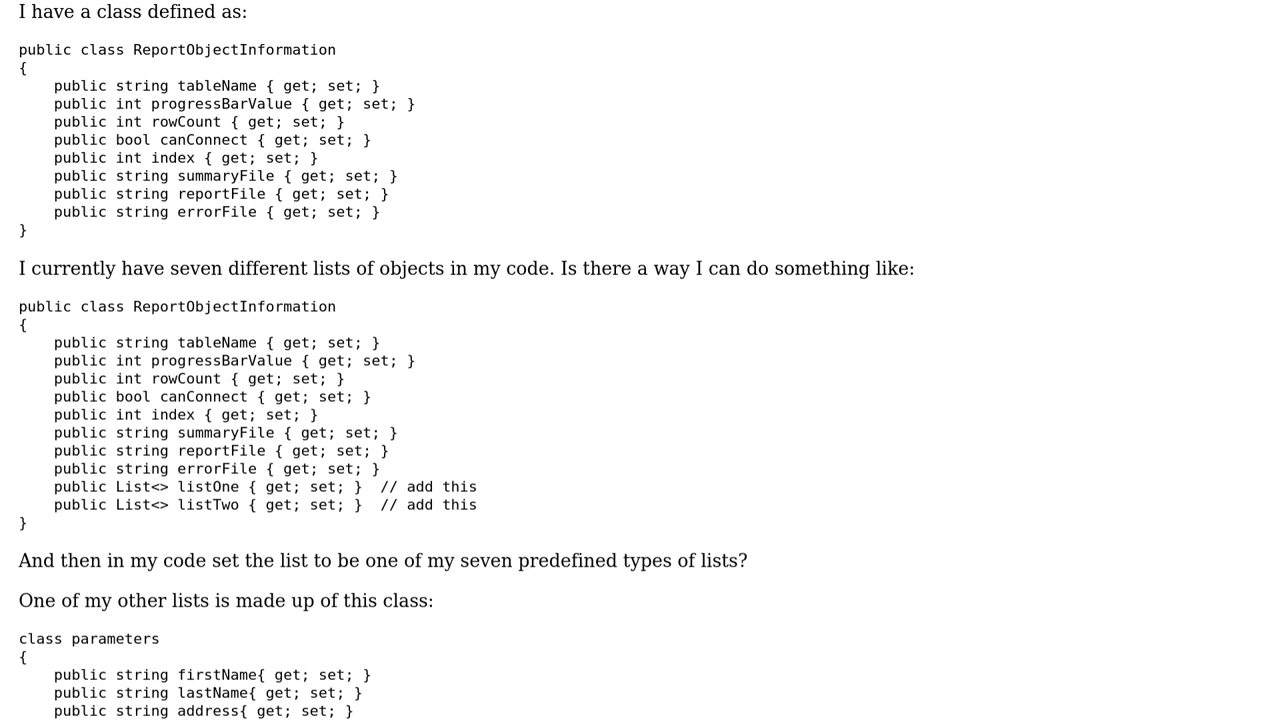 I have a class defined as:
public class ReportObjectInformation
{
    public string tableName { get; set; }
    public int progressBarValue { get; set; }
    public int rowCount { get; set; }
    public bool canConnect { get; set; }
    public int index { get; set; }
    public string summaryFile { get; set; }
    public string reportFile { get; set; }
    public string errorFile { get; set; }
}
I currently have seven different lists of objects in my code. Is there a way I can do something like:
public class ReportObjectInformation
{
    public string tableName { get; set; }
    public int progressBarValue { get; set; }
    public int rowCount { get; set; }
    public bool canConnect { get; set; }
    public int index { get; set; }
    public string summaryFile { get; set; }
    public string reportFile { get; set; }
    public string errorFile { get; set; }
    public List<> listOne { get; set; }  // add this
    public List<> listTwo { get; set; }  // add this
}
And then in my code set the list to be one of my seven predefined types of lists?
One of my other lists is made up of this class:
class parameters
{
    public string firstName{ get; set; }
    public string lastName{ get; set; }
    public string address{ get; set; }